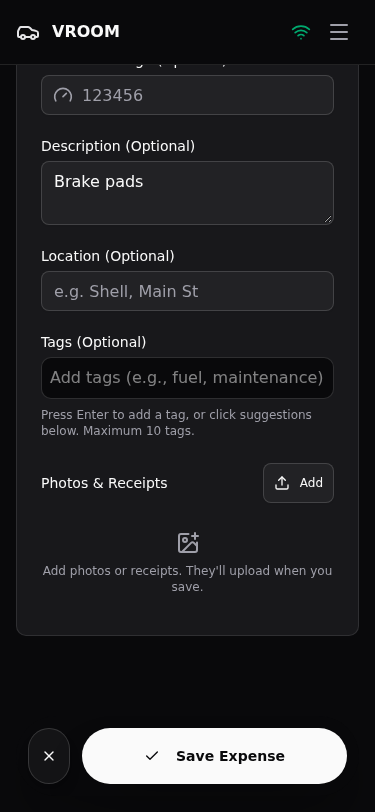 VROOM
123456
Description (Optional)
Brake pads
Location (Optional)
e.g. Shell, Main St
Tags (Optional)
Add tags (e.g., fuel, maintenance)
Press Enter to add a tag, or click suggestions
below. Maximum 10 tags.
Photos & Receipts
Add
Add photos or receipts. They'll upload when you
save.
Save Expense